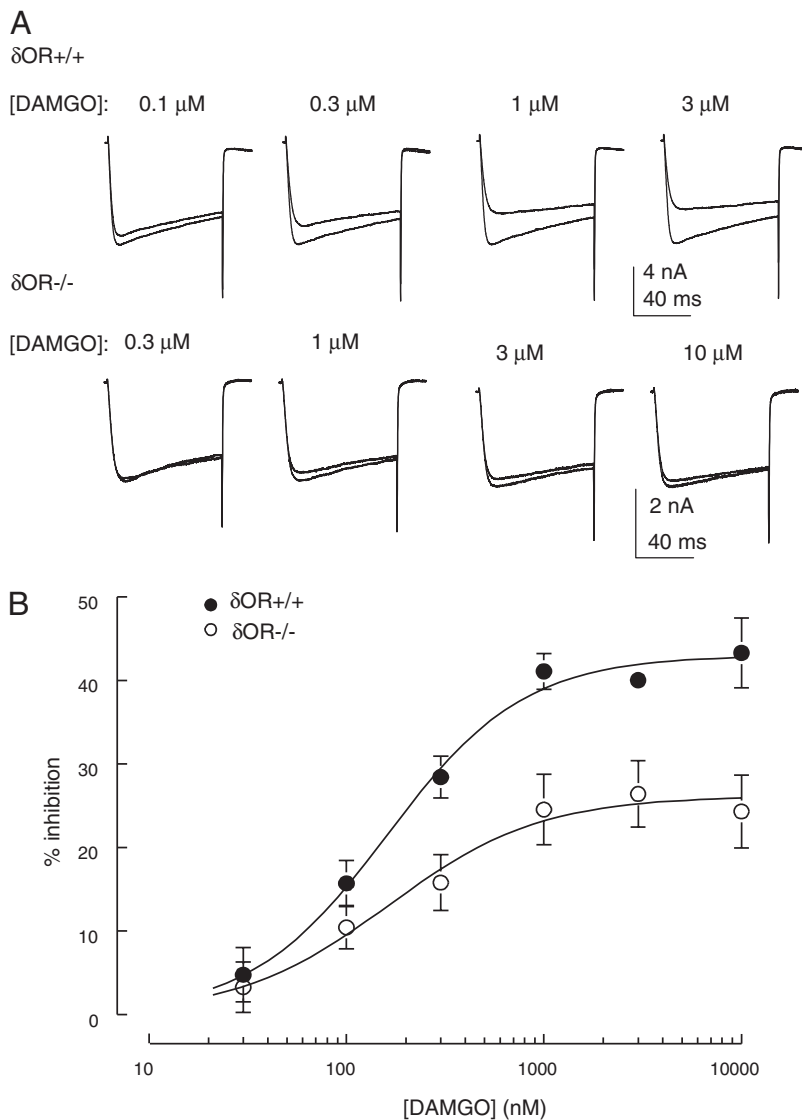 A
δOR+/+
[DAMGO]: 0.1 μM 0.3 μM 1 μM 3 μM
4 nA
40 ms
δOR-/-
[DAMGO]: 0.3 μM 1 μM 3 μM 10 μM
2 nA
40 ms
B
δOR+/+
δOR-/-
50
40
30
20
10
0
% inhibition
10 100 1000 10000
[DAMGO] (nM)